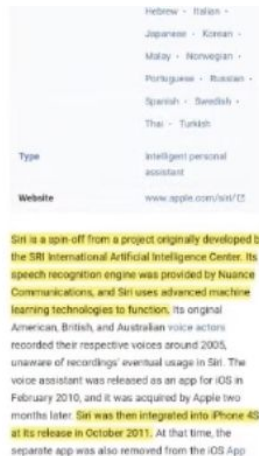 Hebrew · Italian ·
Japanese · Korean ·
Malay · Norwegian ·
Portuguese · Russian ·
Spanish · Swedish ·
Thai · Turkish
Type
Intelligent personal
assistant
Website
www.apple.com/siri/
Siri is a spin-off from a project originally developed b
the SRI International Artificial Intelligence Center. Its
speech recognition engine was provided by Nuance
Communications, and Siri uses advanced machine
learning technologies to function. Its original
American, British, and Australian voice actors
recorded their respective voices around 2005,
unaware of recordings' eventual usage in Siri. The
voice assistant was released as an app for iOS in
February 2010, and it was acquired by Apple two
months later. Siri was then integrated into iPhone 4S
at its release in October 2011. At that time, the
separate app was also removed from the iOS App